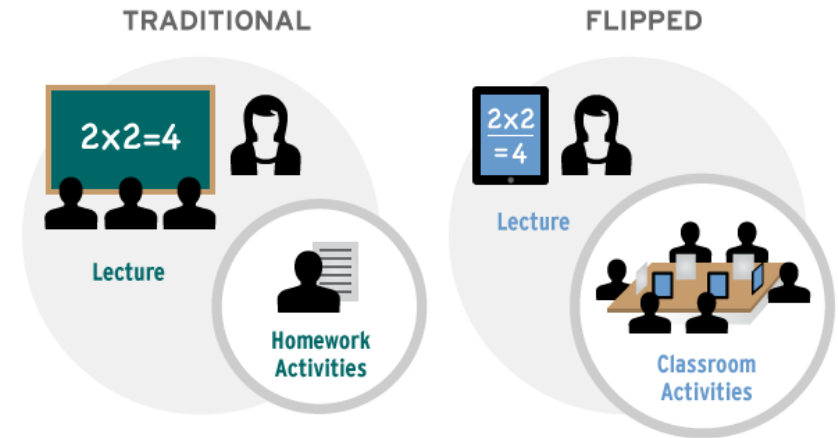 TRADITIONAL
2x2=4
Lecture
Homework
Activities
FLIPPED
2x2
=4
Lecture
Classroom
Activities